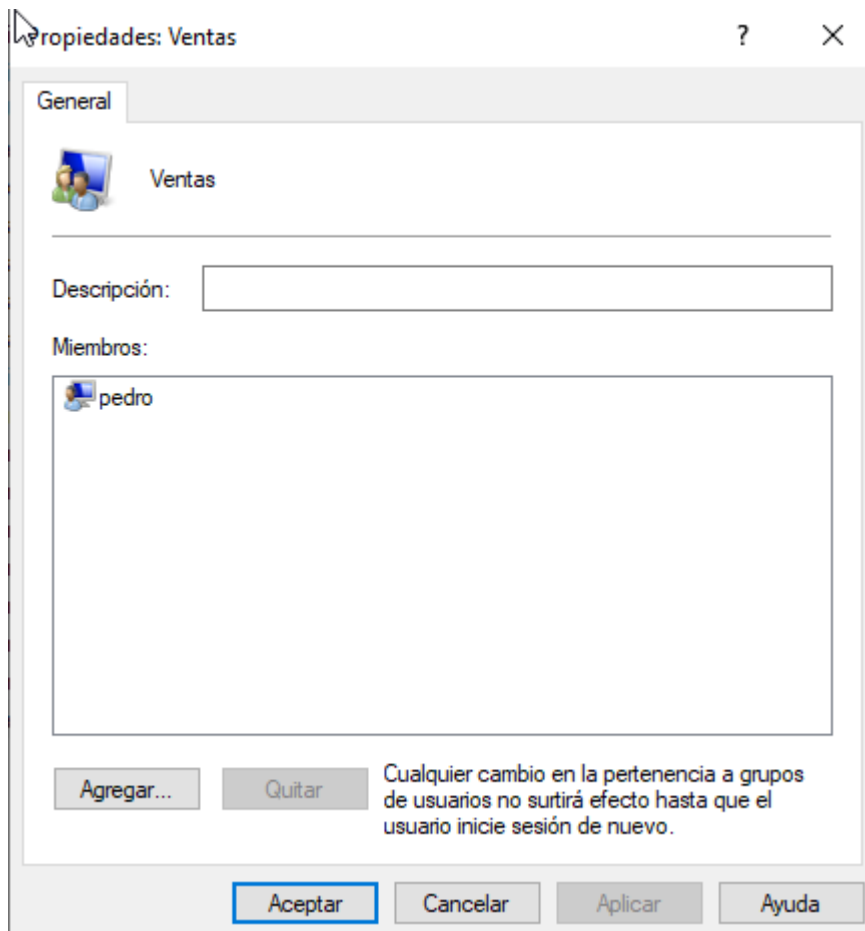 Propiedades: Ventas
?
General
Ventas
Descripción:
Miembros:
pedro
Agregar...
Quitar
Cualquier cambio en la pertenencia a grupos
de usuarios no surtirá efecto hasta que el
usuario inicie sesión de nuevo.
Aceptar
Cancelar
Aplicar
Ayuda